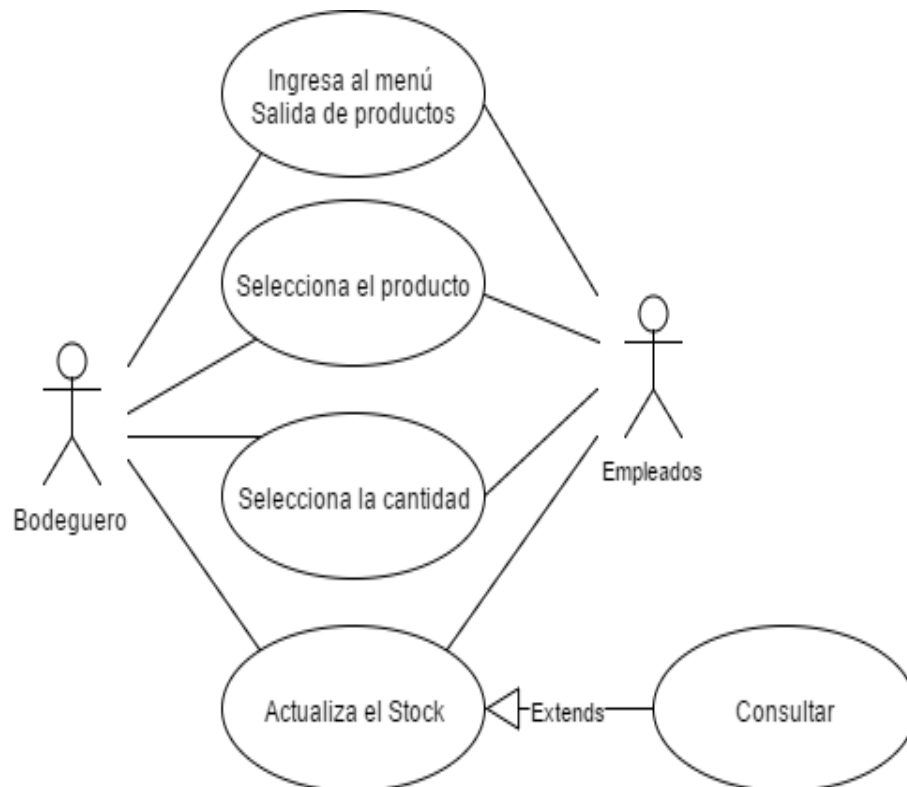 Ingresa al menú
Salida de productos
Selecciona el producto
Bodeguero
Empleados
Selecciona la cantidad
Actualiza el Stock
Extends
Consultar